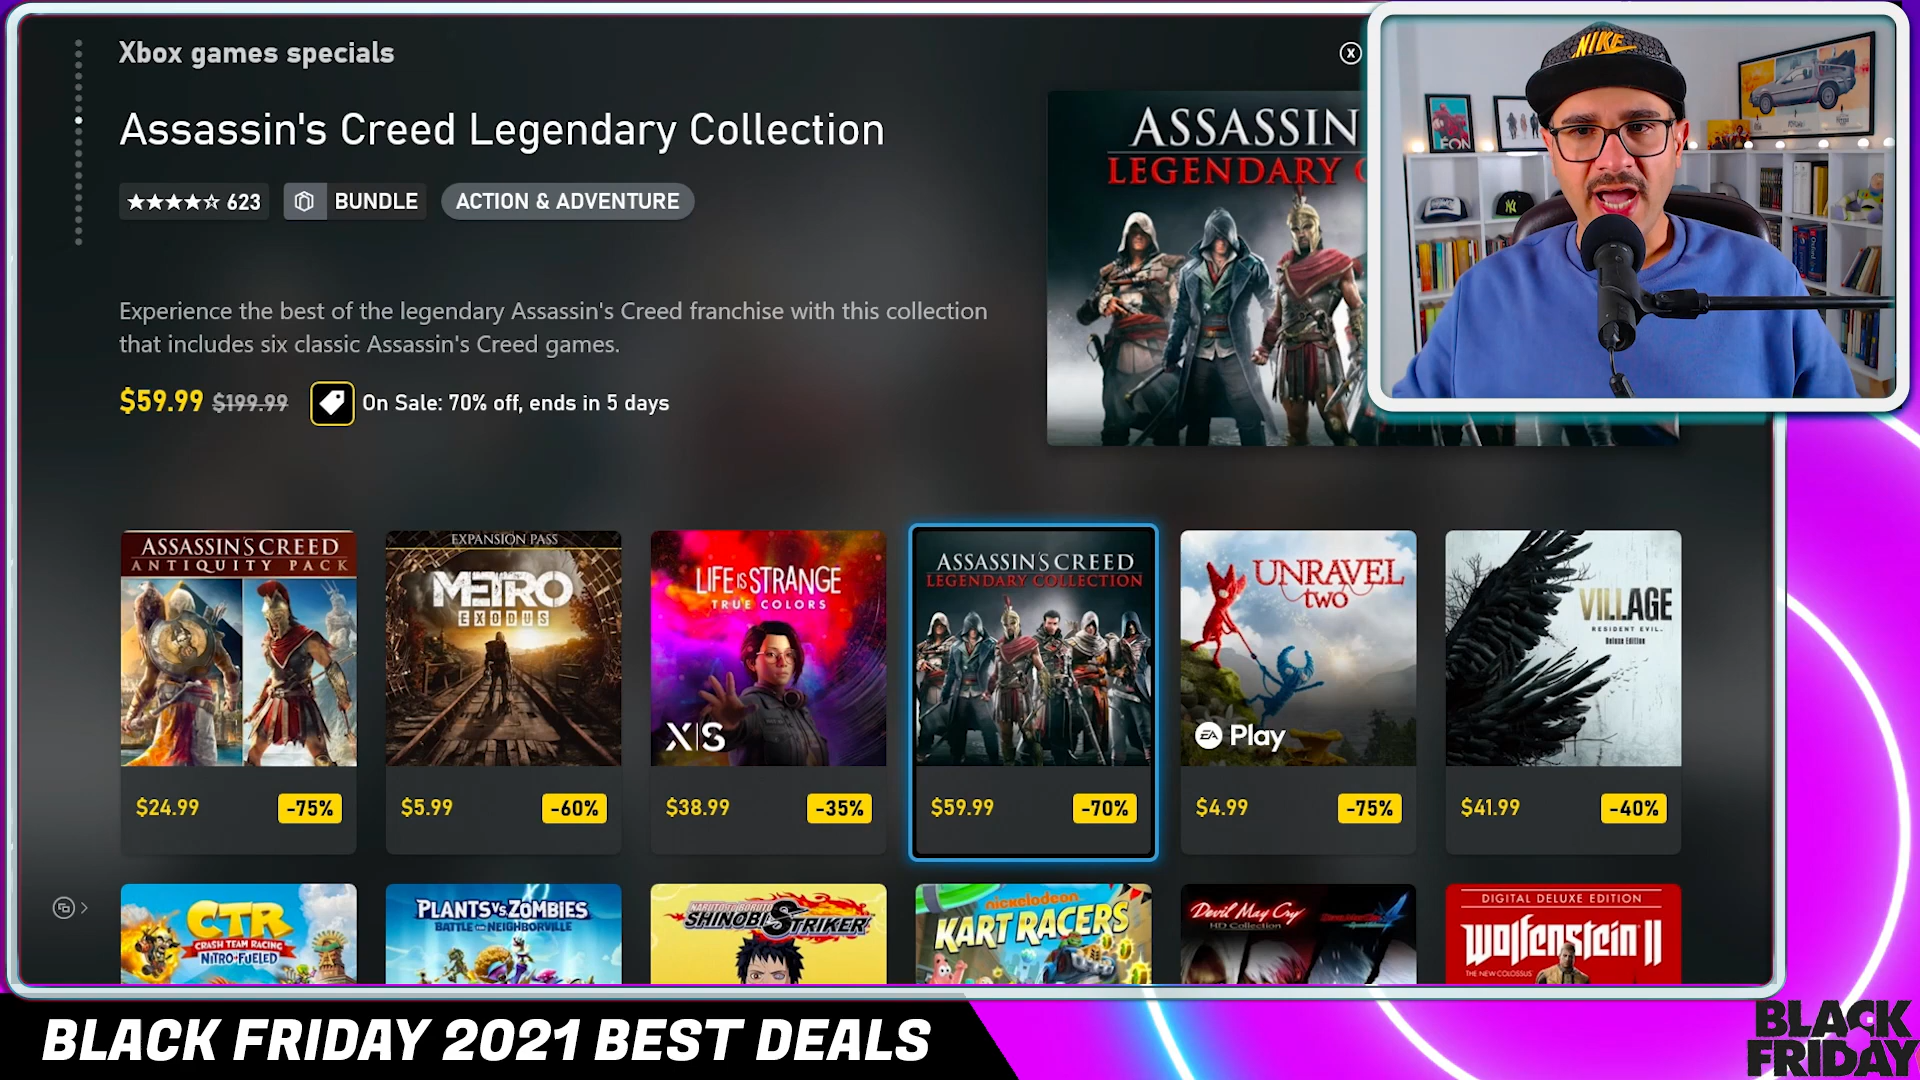 Xbox games specials
Assassin's Creed Legendary Collection
623
BUNDLE
ACTION & ADVENTURE
Experience the best of the legendary Assassin's Creed franchise with this collection
that includes six classic Assassin's Creed games.
$59.99 $199.99
On Sale: 70% off, ends in 5 days
X
ASSASSIN
LEGENDARY
NIKE
ASSASSIN'S CREED
ANTIQUITY PACK
$24.99
-75%
EXPANSION PASS
METRO
EXODUS
$5.99
-60%
LIFE IS STRANGE
TRUE COLORS
X|S
$38.99
-35%
ASSASSIN'S CREED
LEGENDARY COLLECTION
$59.99
-70%
UNRAVEL
TWO
EA Play
$4.99
-75%
VILLAGE
RESIDENT EVIL
Deluxe Edition
$41.99
-40%
CTR
CRASH TEAM RACING
NITRO-FUELED
PLANTS VS. ZOMBIES
BATTLE FOR NEIGHBORVILLE
NARUTO TO BORUTO
SHINOBI STRIKER
nickelodeon
KART RACERS
Devil May Cry
HD Collection
DIGITAL DELUXE EDITION
Wolfenstein II
THE NEW COLOSSUS
BLACK FRIDAY 2021 BEST DEALS
BLACK
FRIDAY